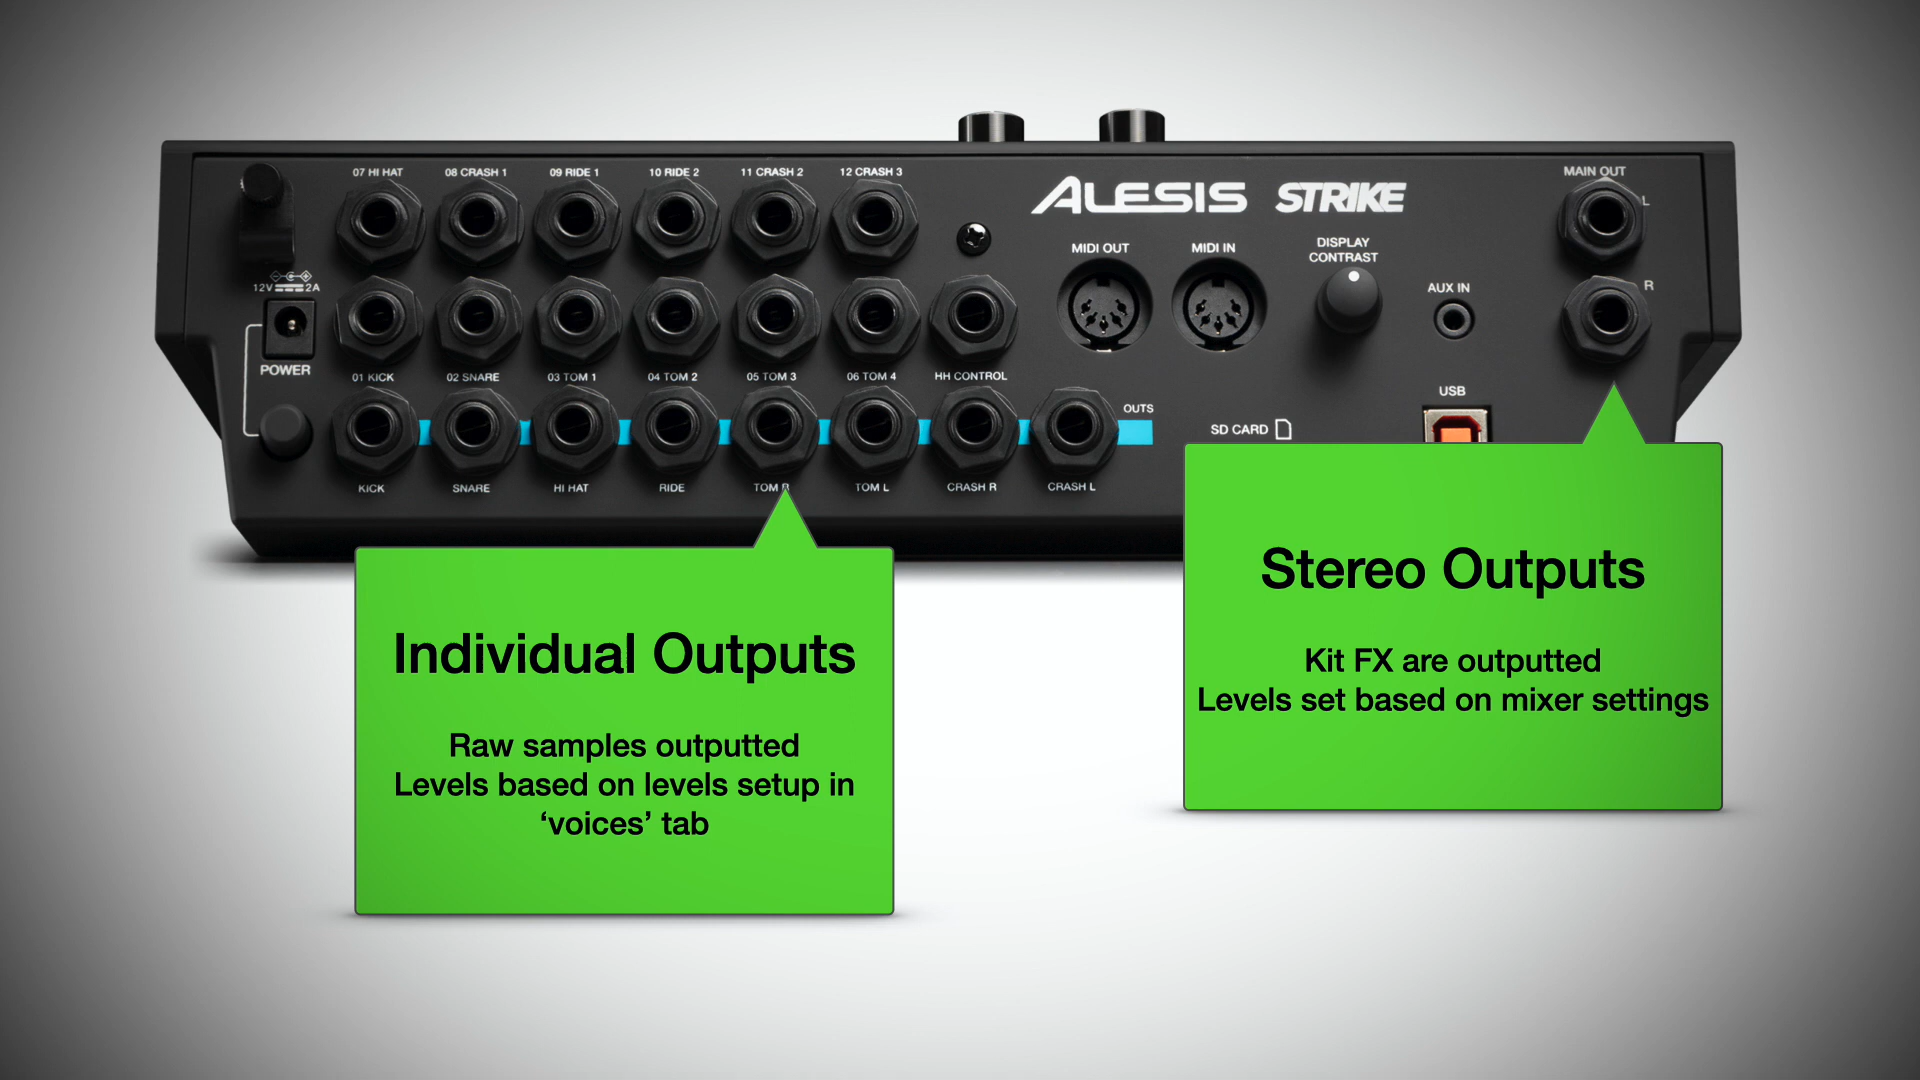 07 HI HAT
08 CRASH 1
09 RIDE 1
10 RIDE 2
11 CRASH 2
12 CRASH 3
ALESIS STRIKE
MAIN OUT
L
R
MIDI OUT
MIDI IN
DISPLAY
CONTRAST
AUX IN
12V
2A
POWER
01 KICK
02 SNARE
03 TOM 1
04 TOM 2
05 TOM 3
06 TOM 4
HH CONTROL
USB
OUTS
SD CARD
KICK
SNARE
HI HAT
RIDE
TOM R
TOM L
CRASH R
CRASH L
Individual Outputs
Raw samples outputted
Levels based on levels setup in
‘voices’ tab
Stereo Outputs
Kit FX are outputted
Levels set based on mixer settings